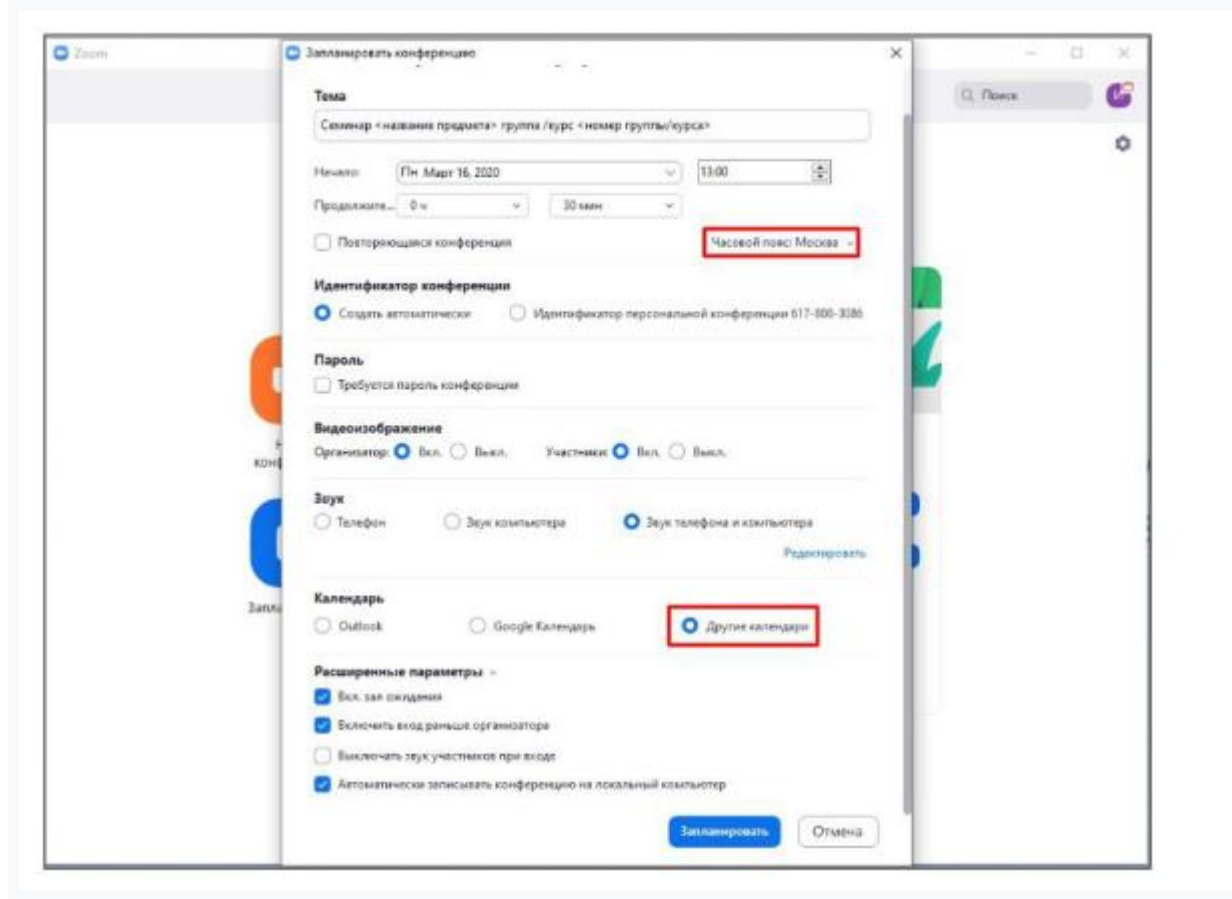 Zoom
Запланировать конференцию
Поиск
Тема
Семинар <название предмета> группа /курс <номер группы/курса>
Начало: Пн Март 16, 2020 13:00
Продолжите... 0 ч 30 мин
Повторяющаяся конференция Часовой пояс: Москва
Идентификатор конференции
Создать автоматически Идентификатор персональной конференции 617-808-3086
Пароль
Требуется пароль конференции
Видеоизображение
Организатор: Вкл. Выкл. Участники: Вкл. Выкл.
Звук
Телефон Звук компьютера Звук телефона и компьютера
Редактировать
Календарь
Outlook Google Календарь Другие календари
Расширенные параметры
Вкл. зал ожидания
Включить вход раньше организатора
Выключать звук участников при входе
Автоматически записывать конференцию на локальный компьютер
Запланировать Отмена